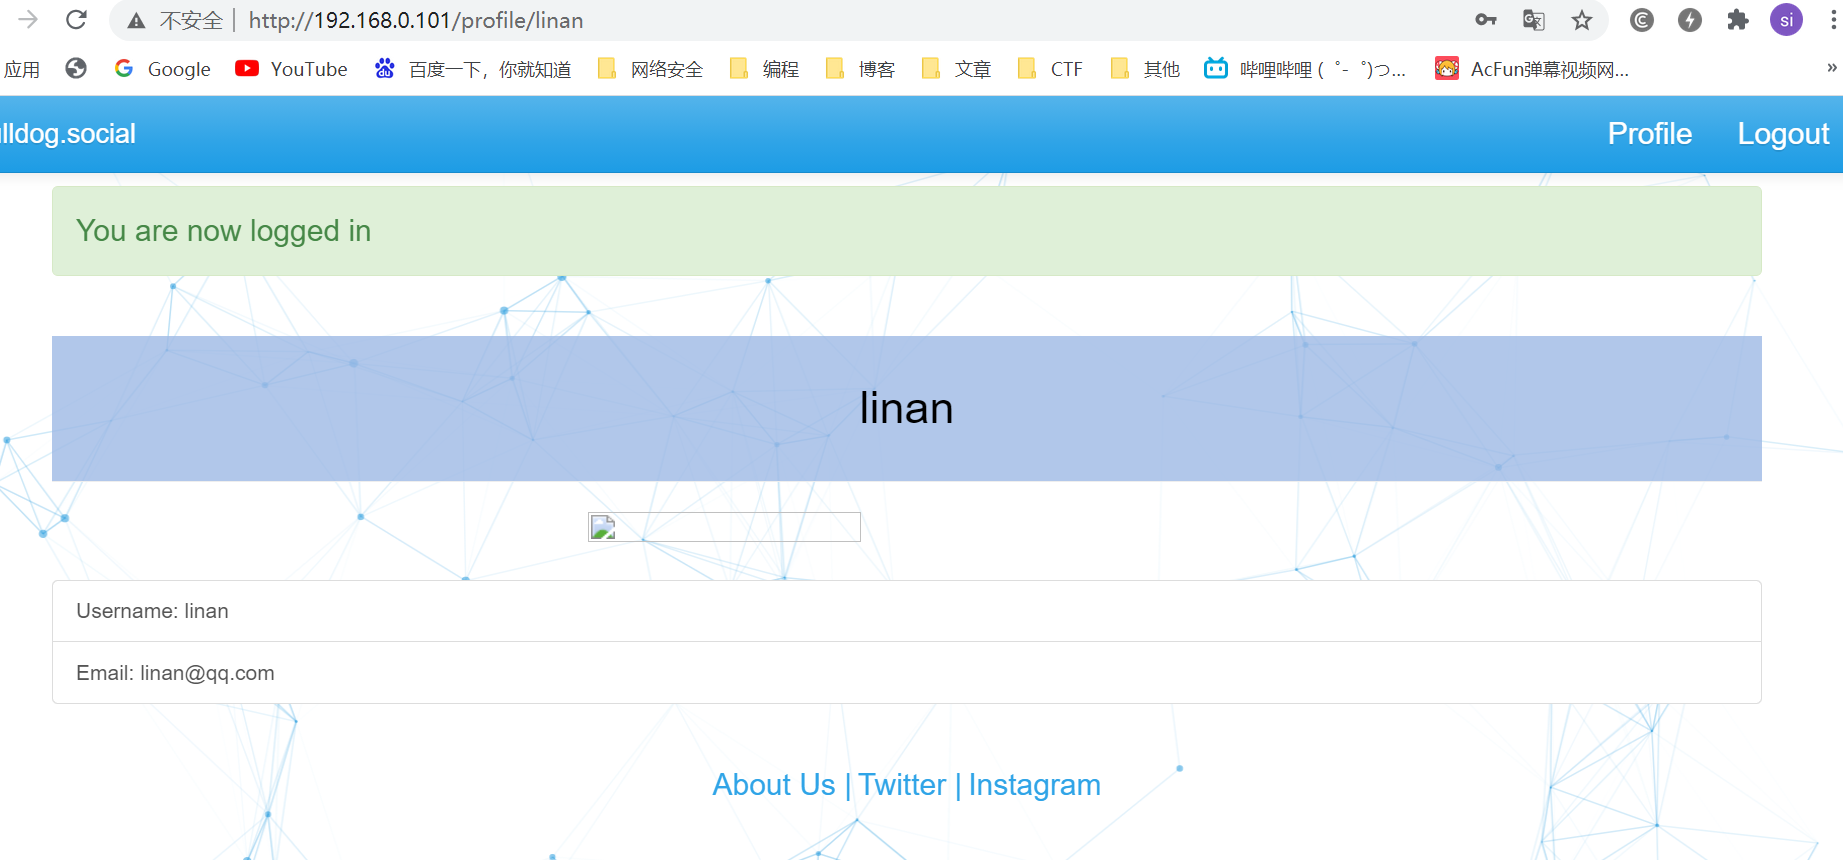 不安全 | http://192.168.0.101/profile/linan
si
应用 Google YouTube 百度一下，你就知道 网络安全 编程 博客 文章 CTF 其他 哔哩哔哩 ( ゜- ゜)つ... AcFun弹幕视频网... »
lldog.social Profile Logout
You are now logged in
linan
Username: linan
Email: linan@qq.com
About Us | Twitter | Instagram